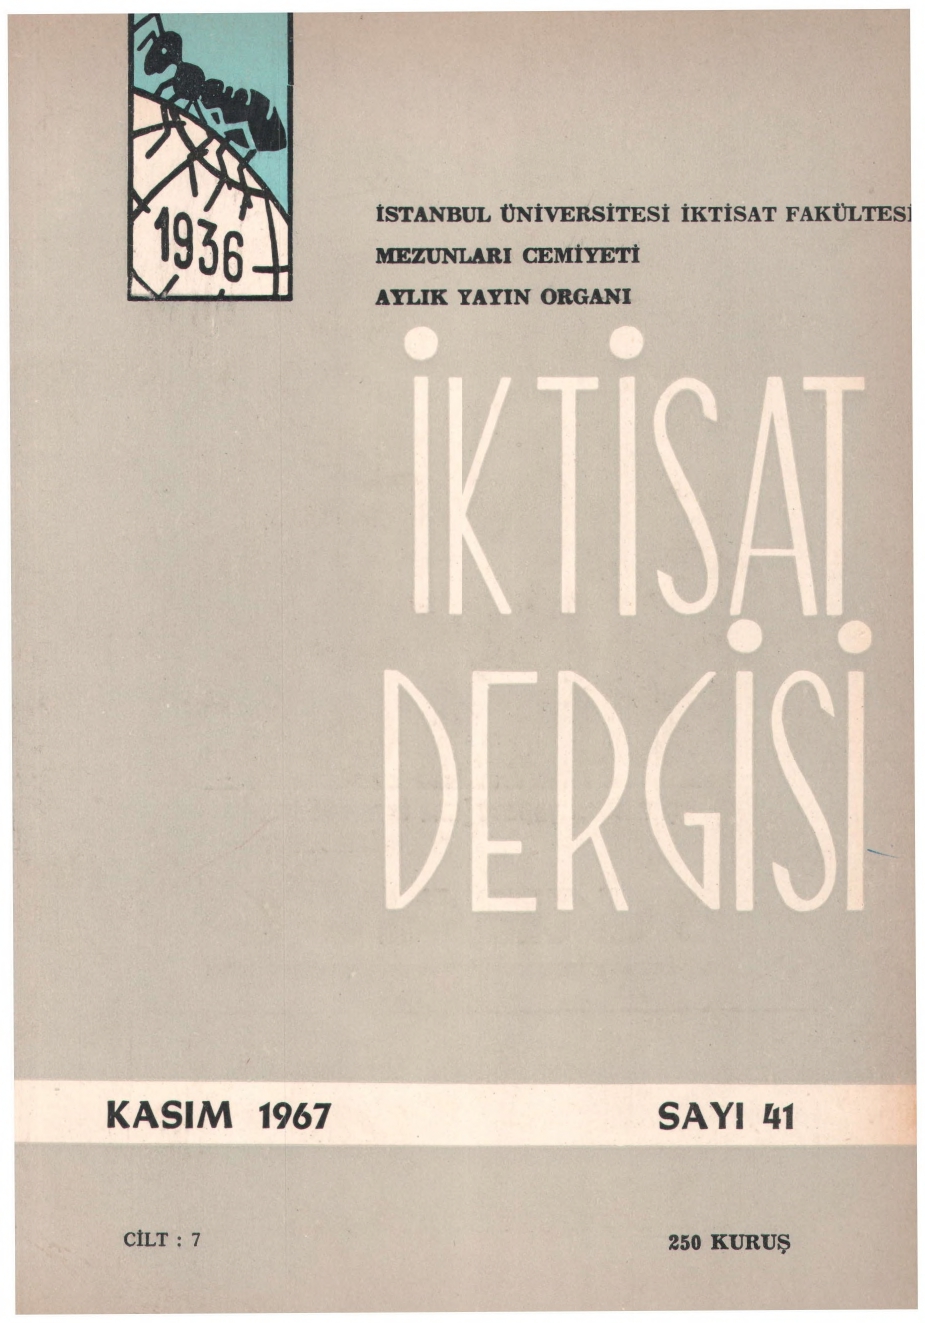 1936
İSTANBUL ÜNİVERSİTESİ İKTİSAT FAKÜLTESİ
MEZUNLARI CEMİYETİ
AYLIK YAYIN ORGANI
İKTİSAT
DERGİSİ
KASIM 1967 SAYI 41
CİLT : 7 250 KURUŞ